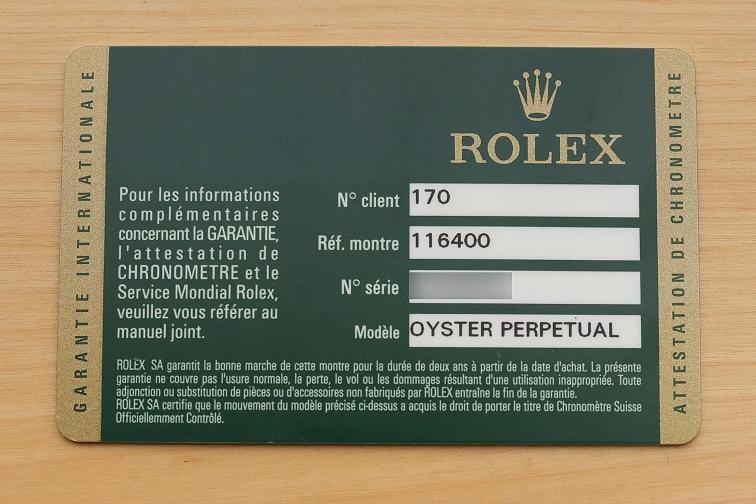 GARANTIE INTERNATIONALE
ROLEX
Pour les informations
complémentaires
concernant la GARANTIE,
l'attestation de
CHRONOMETRE et le
Service Mondial Rolex,
veuillez vous référer au
manuel joint.
N° client 170
Réf. montre 116400
N° série
Modèle OYSTER PERPETUAL
ROLEX SA garantit la bonne marche de cette montre pour la durée de deux ans à partir de la date d'achat. La présente
garantie ne couvre pas l'usure normale, la perte, le vol ou les dommages résultant d'une utilisation inappropriée. Toute
adjonction ou substitution de pièces ou d'accessoires non fabriqués par ROLEX entraîne la fin de la garantie.
ROLEX SA certifie que le mouvement du modèle précisé ci-dessus a acquis le droit de porter le titre de Chronomètre Suisse
Officiellement Contrôlé.
ATTESTATION DE CHRONOMETRE